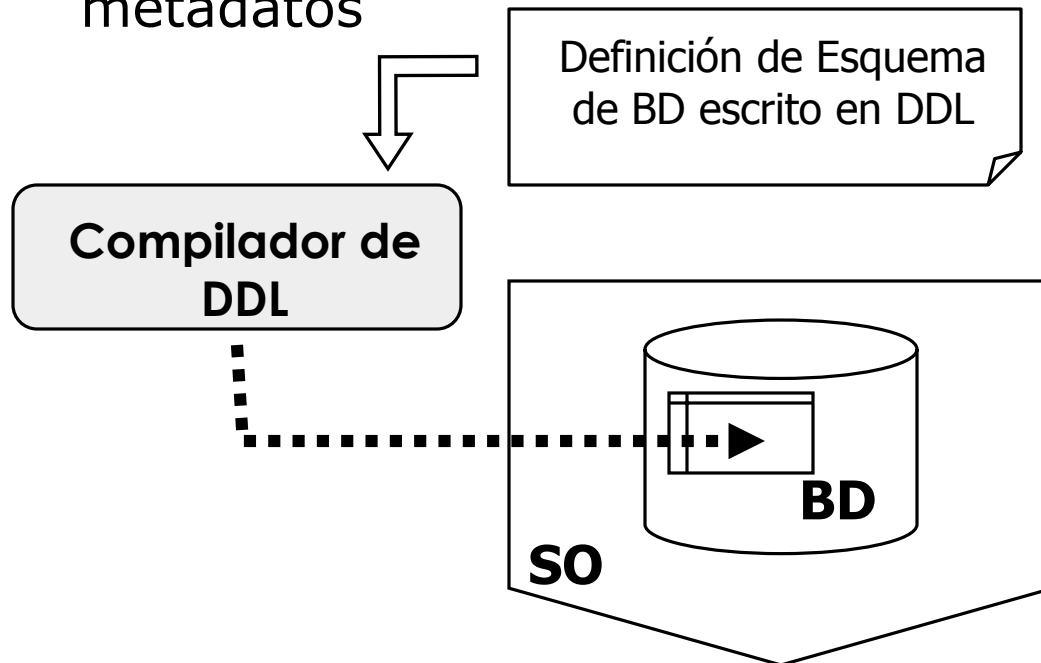 metadatos
Definición de Esquema
de BD escrito en DDL
Compilador de
DDL
BD
SO